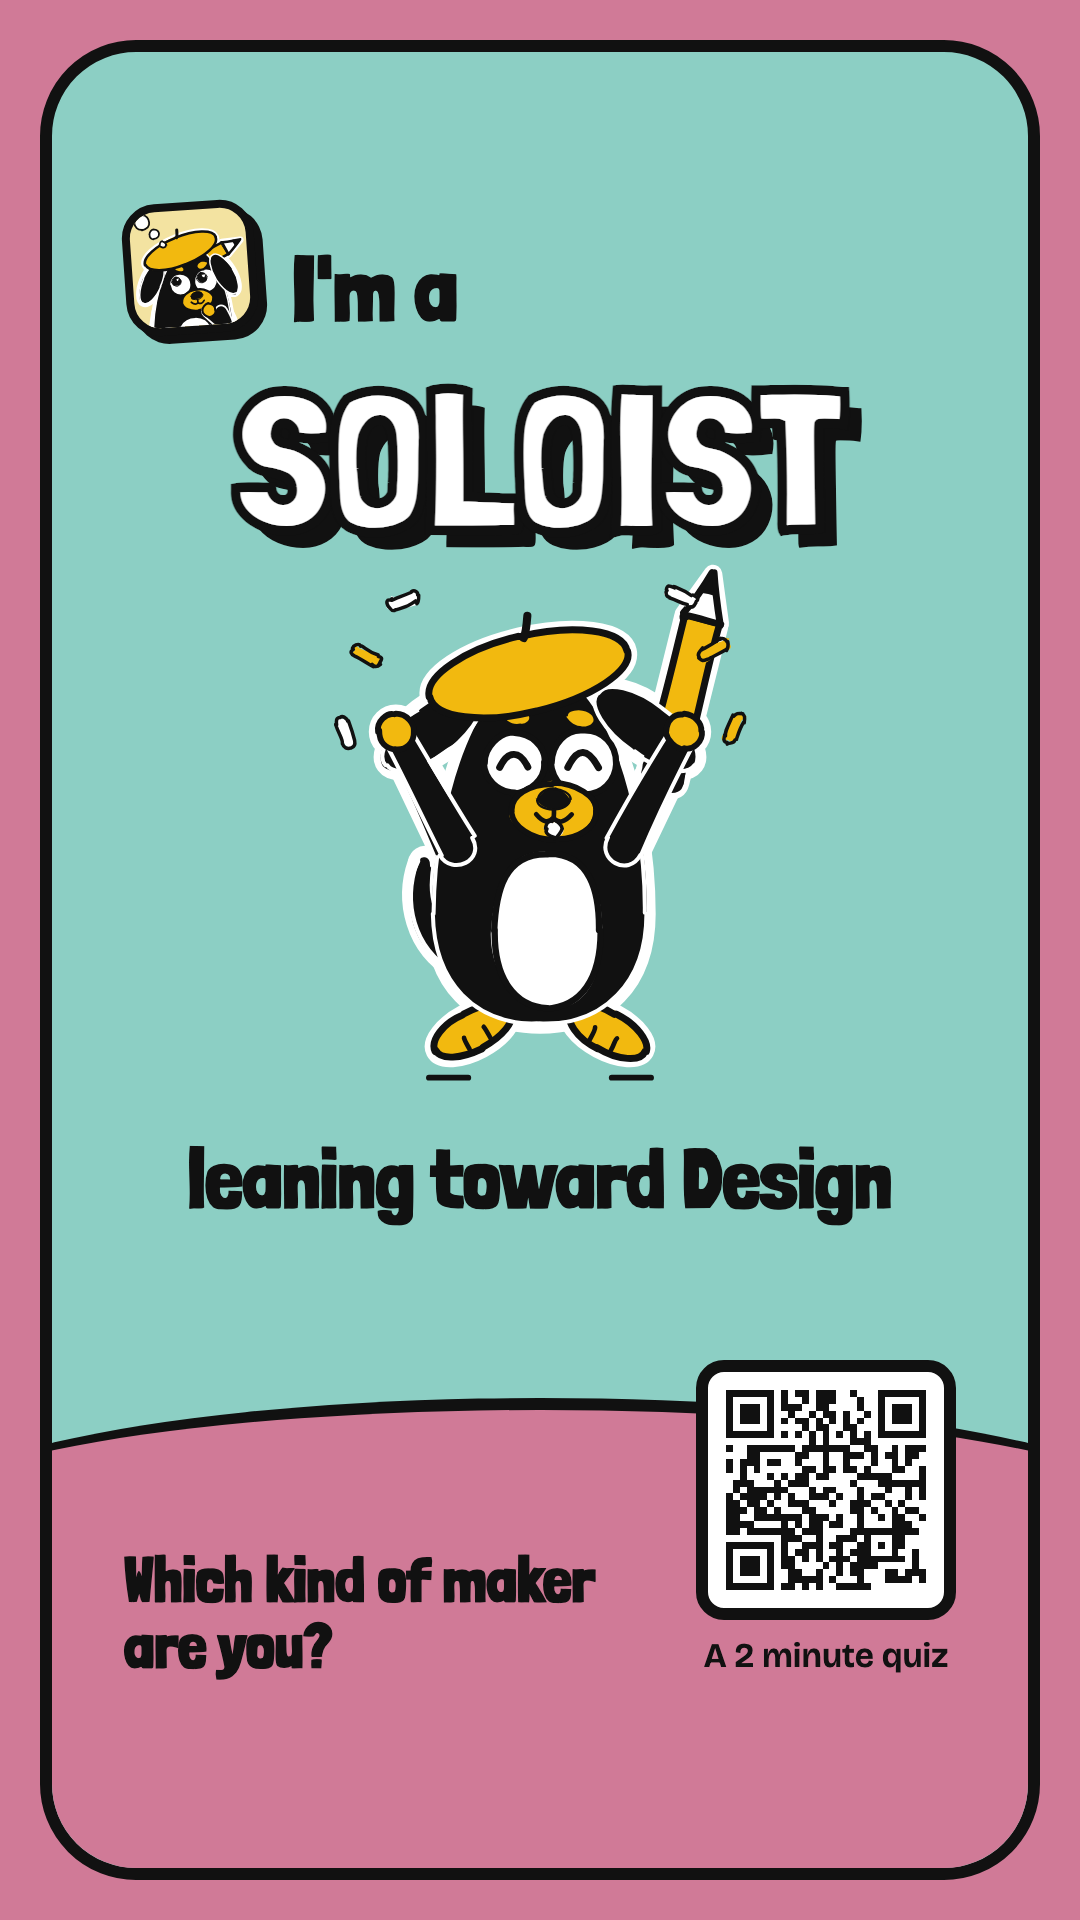 I'm a
SOLOIST
leaning toward Design
Which kind of maker
are you?
A 2 minute quiz